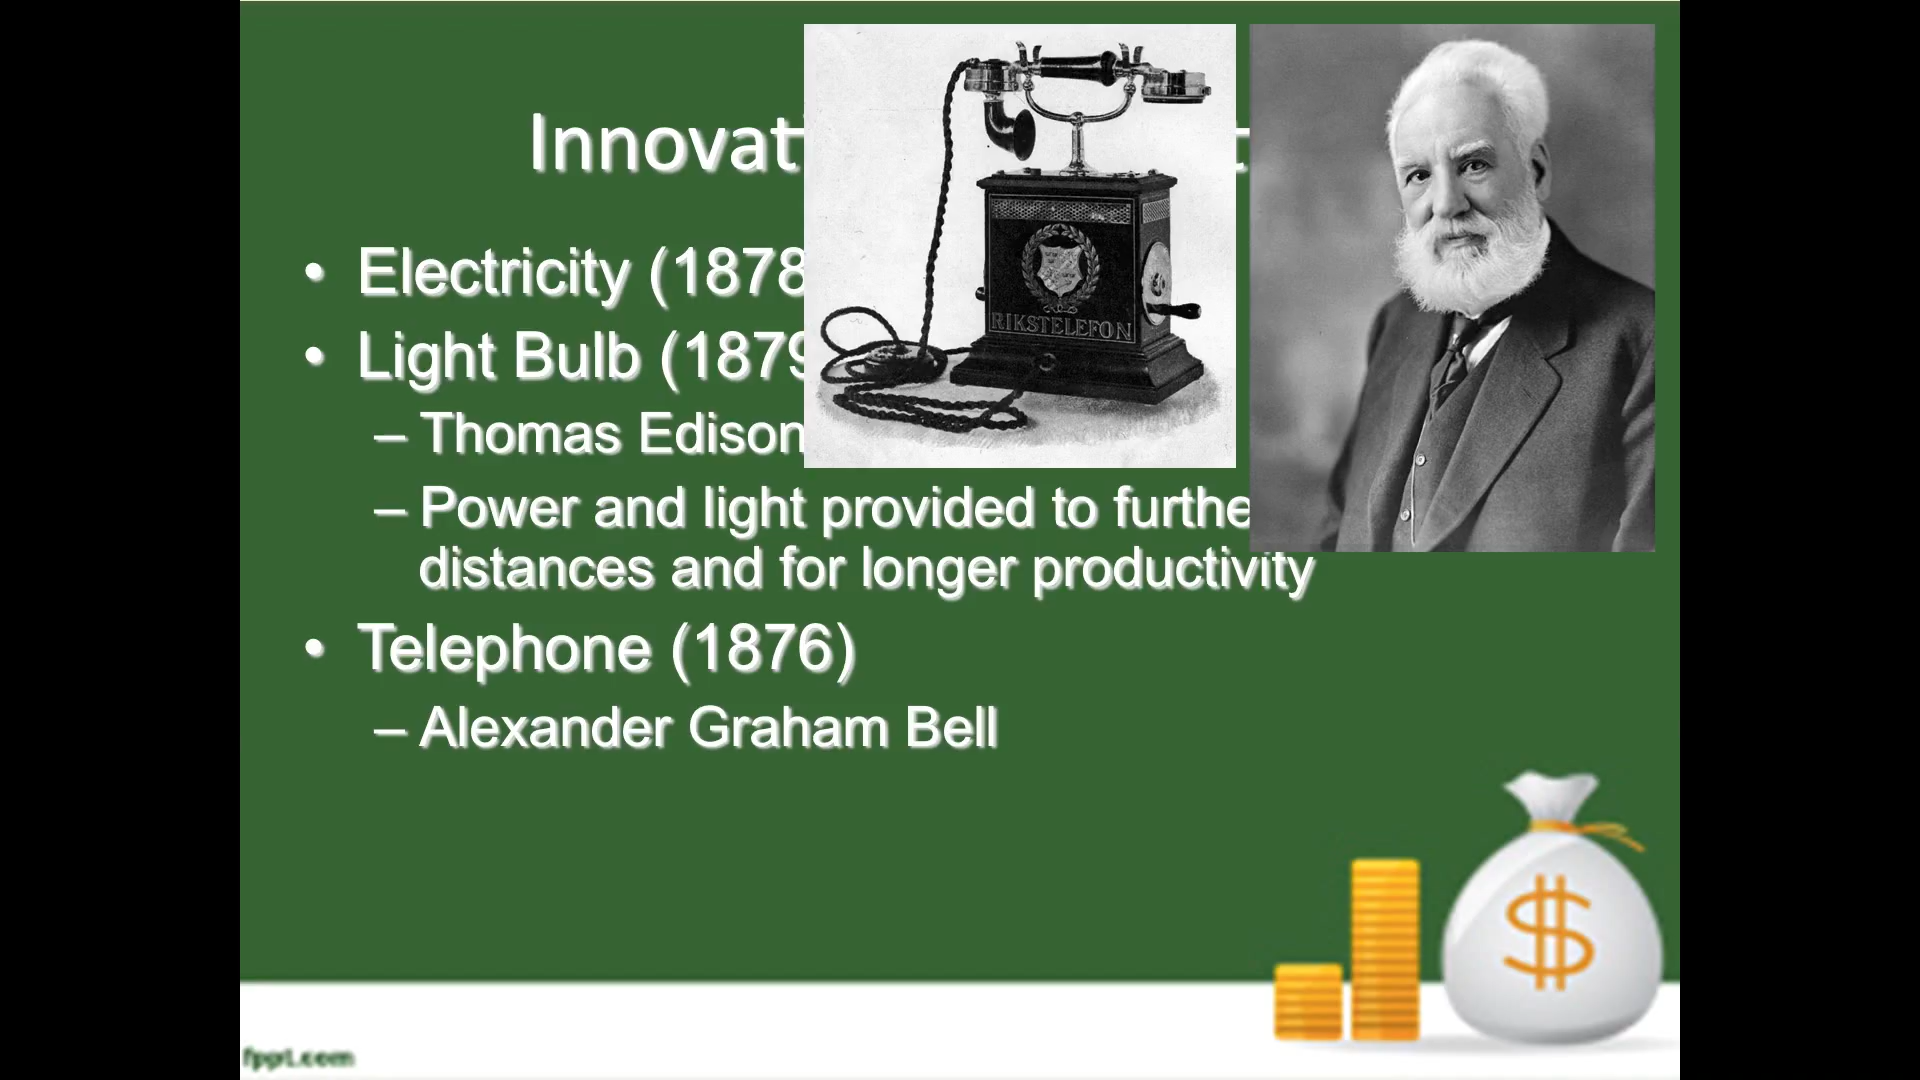 Innovati t
• Electricity (1878
• Light Bulb (1879
– Thomas Edison
– Power and light provided to furthe
distances and for longer productivity
• Telephone (1876)
– Alexander Graham Bell
RIKSTELEFON
$
fppt.com